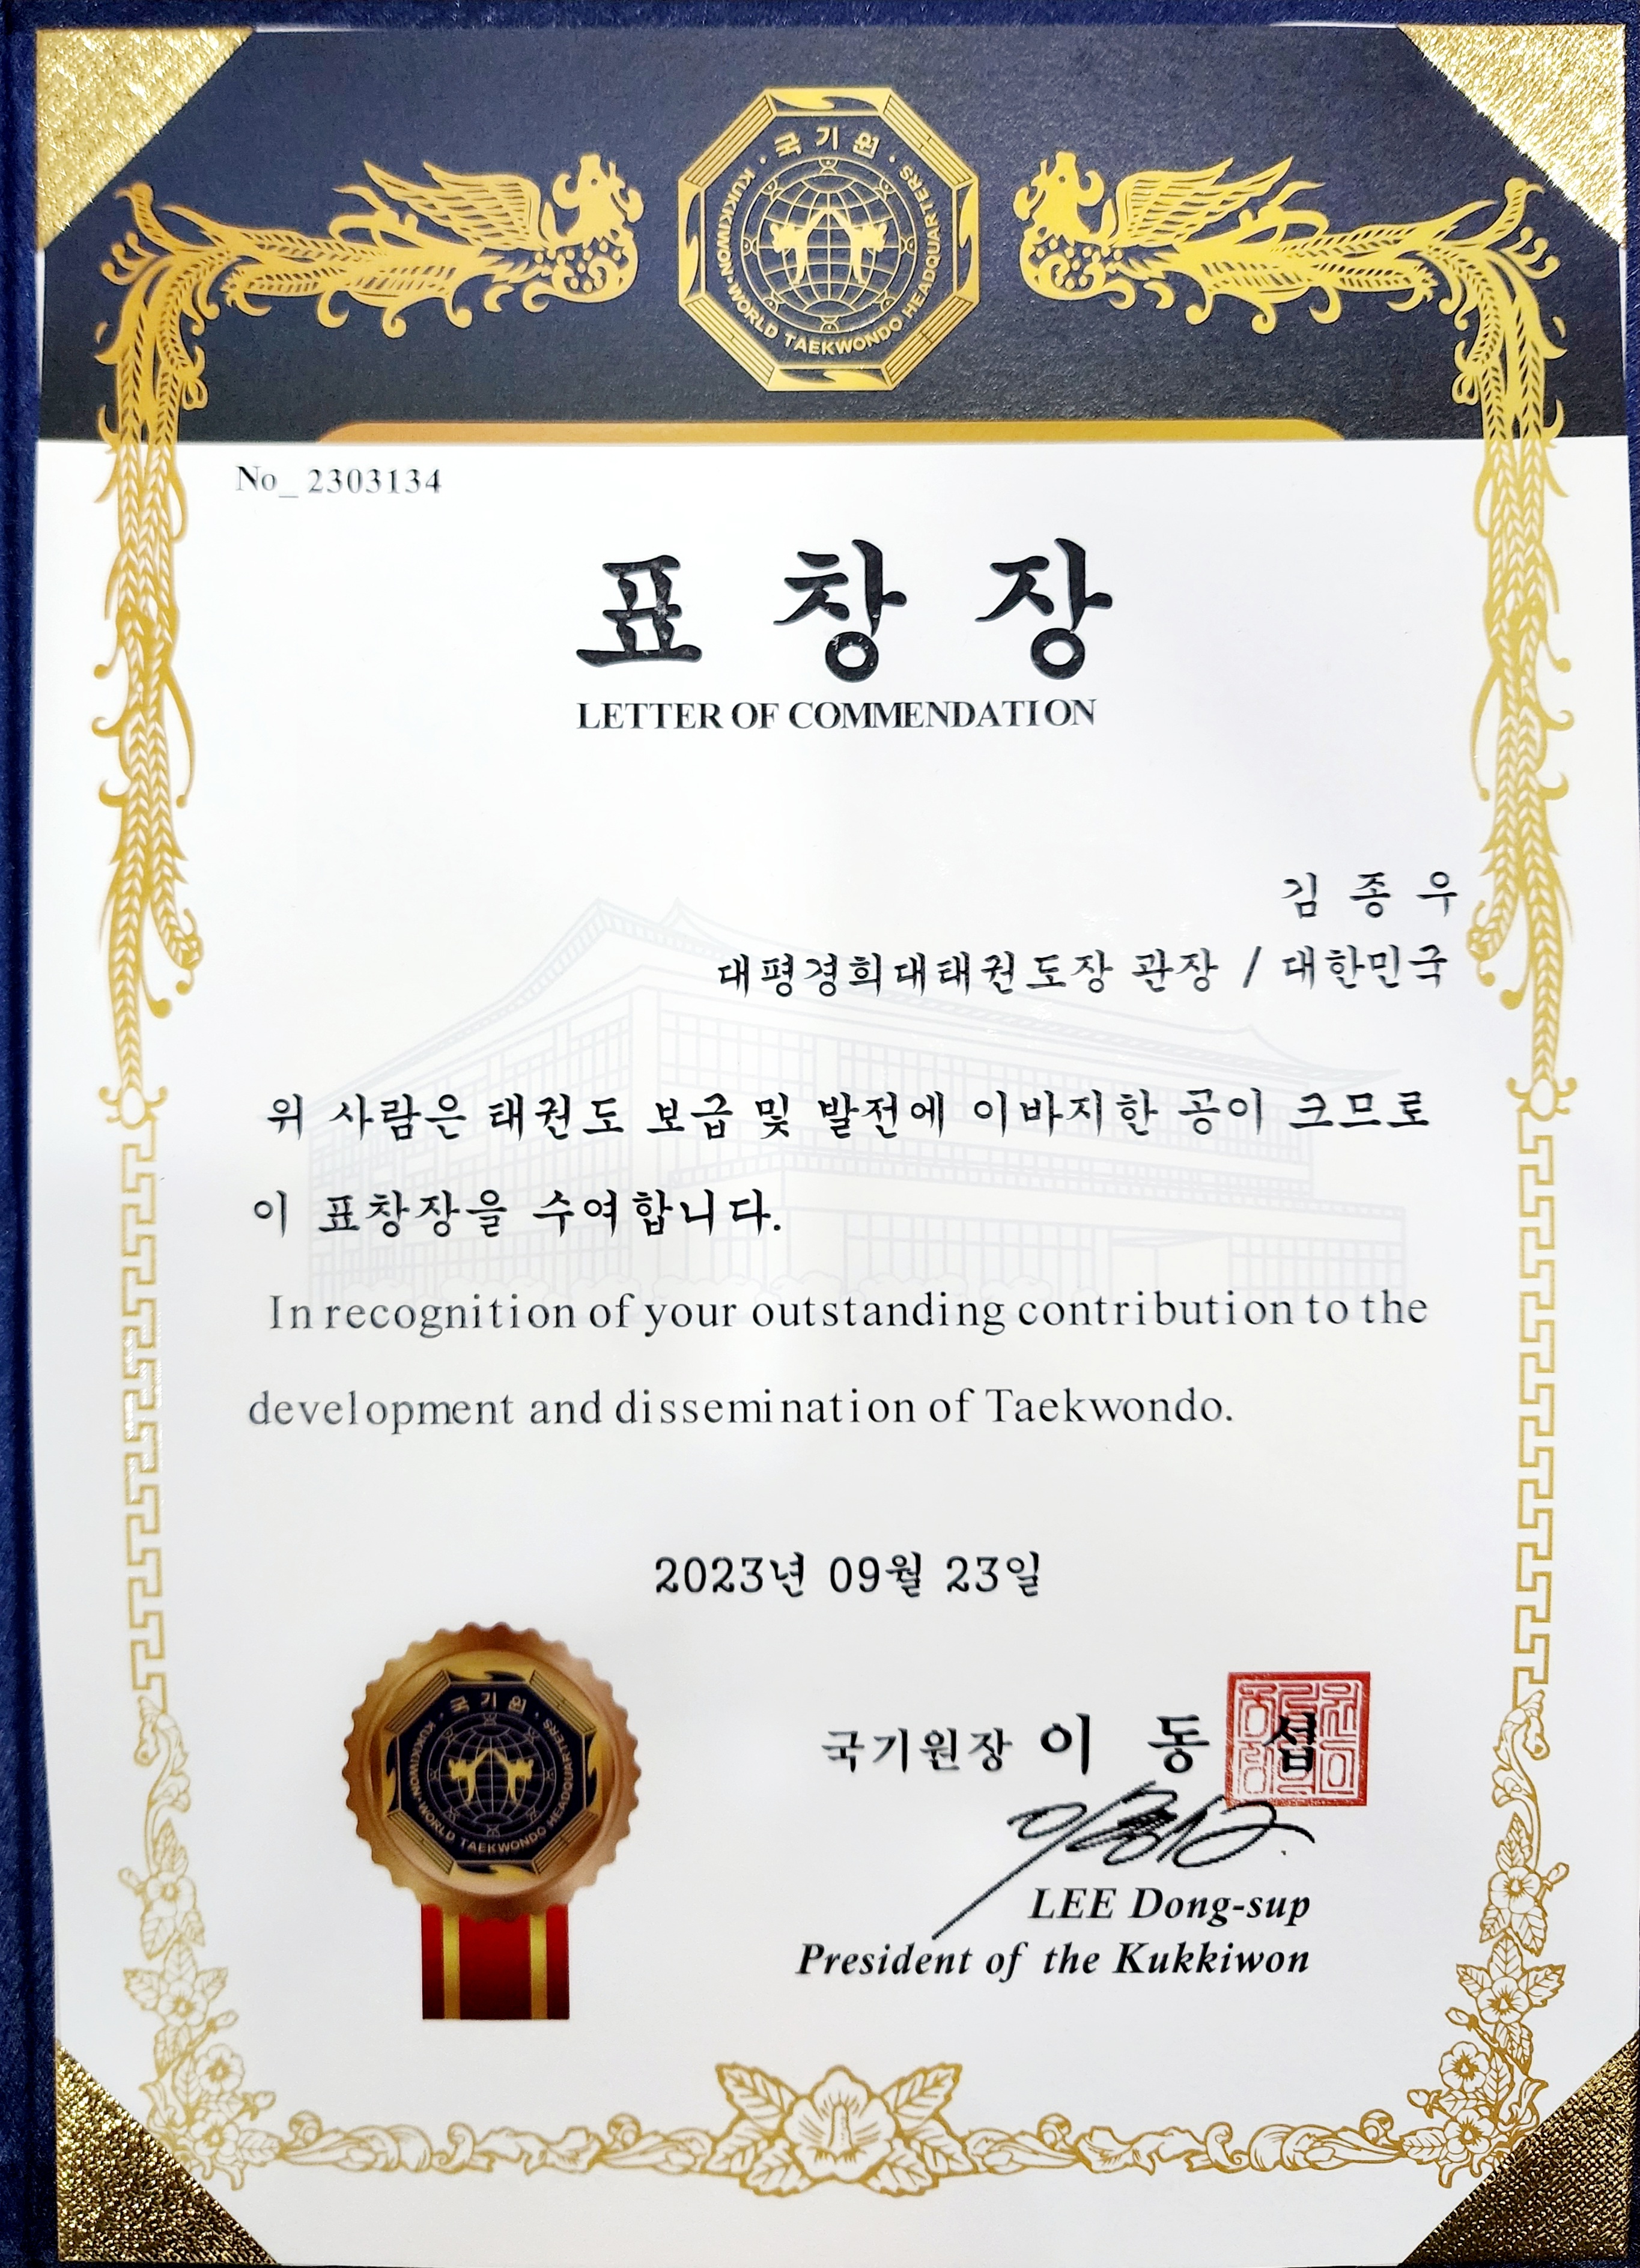 · 국기원 ·
KUKKIWON·WORLD TAEKWONDO HEADQUARTERS
No_ 2303134
표 창 장
LETTER OF COMMENDATION
김 종 우
대평경희대태권도장 관장 / 대한민국
위 사람은 태권도 보급 및 발전에 이바지한 공이 크므로
이 표창장을 수여합니다.
In recognition of your outstanding contribution to the
development and dissemination of Taekwondo.
2023년 09월 23일
· 국기원 ·
KUKKIWON·WORLD TAEKWONDO HEADQUARTERS
국기원장 이 동 섭
LEE Dong-sup
President of the Kukkiwon